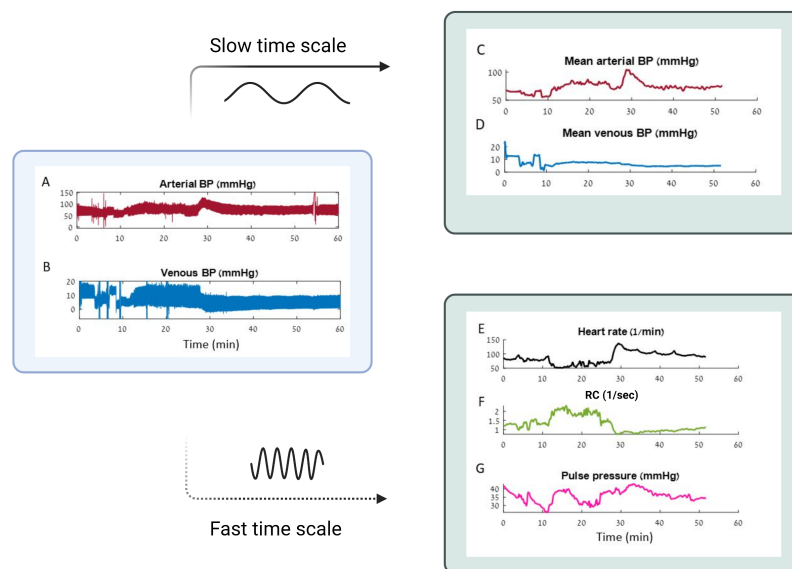 Slow time scale
C
Mean arterial BP (mmHg)
100
50
0 10 20 30 40 50 60
D
Mean venous BP (mmHg)
20
10
0
0 10 20 30 40 50 60
A
Arterial BP (mmHg)
150
100
50
0
0 10 20 30 40 50 60
B
Venous BP (mmHg)
20
10
0
0 10 20 30 40 50 60
Time (min)
E
Heart rate (1/min)
150
100
50
0 10 20 30 40 50 60
F
RC (1/sec)
2
1.5
1
0 10 20 30 40 50 60
G
Pulse pressure (mmHg)
40
35
30
0 10 20 30 40 50 60
Time (min)
Fast time scale